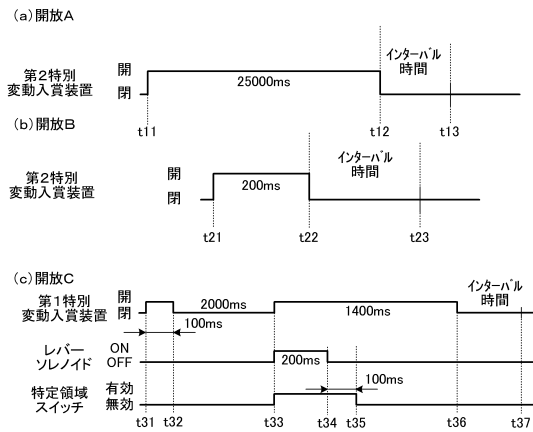 (a)開放A
インターバル
時間
第2特別
変動入賞装置
開
閉
25000ms
t11
t12
t13
(b)開放B
インターバル
時間
第2特別
変動入賞装置
開
閉
200ms
t21
t22
t23
(c)開放C
インターバル
時間
第1特別
変動入賞装置
開
閉
2000ms
1400ms
100ms
レバー
ソレノイド
ON
OFF
200ms
100ms
特定領域
スイッチ
有効
無効
t31
t32
t33
t34
t35
t36
t37